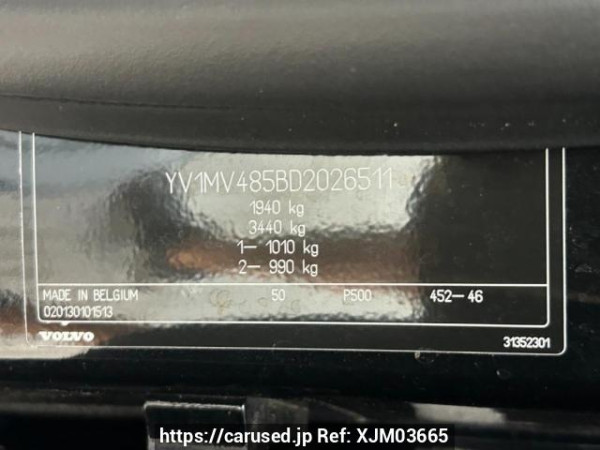 YV1MV485BD2026511
1940 kg
3440 kg
1- 1010 kg
2- 990 kg
MADE IN BELGIUM 50 P500 452-46
020130101513
VOLVO 31352301
https://carused.jp Ref: XJM03665